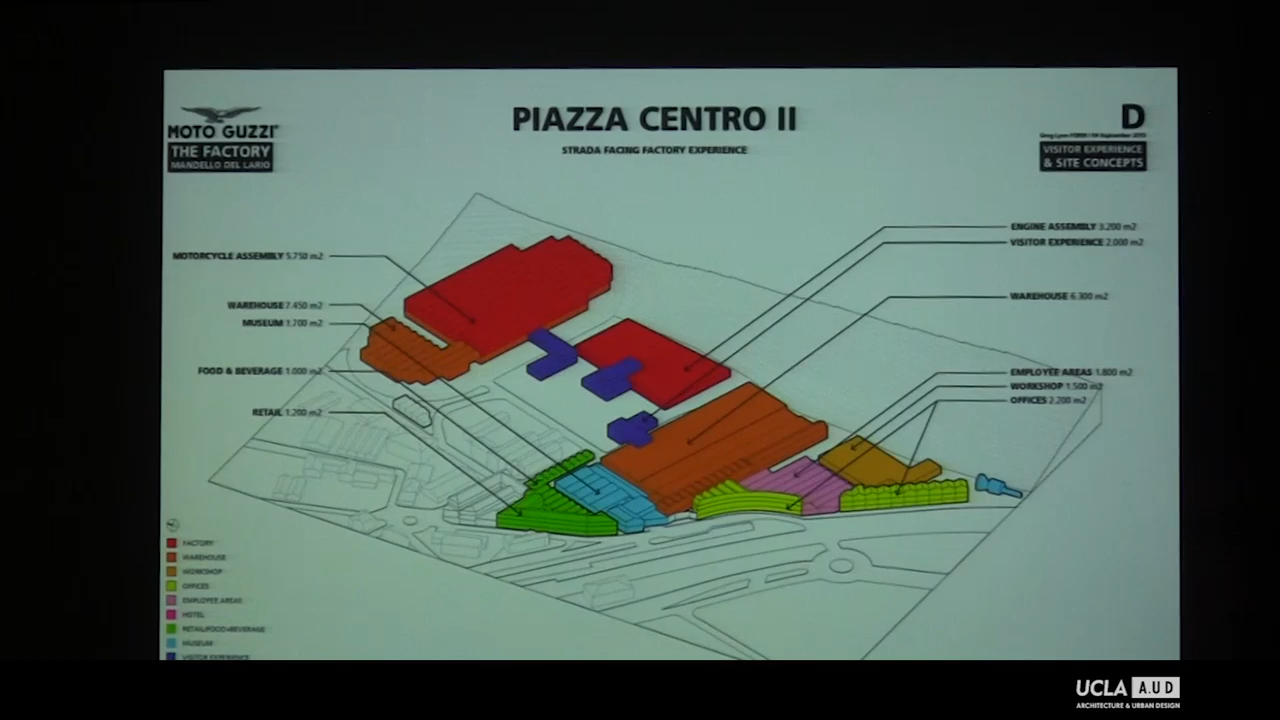 MOTO GUZZI
THE FACTORY
MANDELLO DEL LARIO
PIAZZA CENTRO II
STRADA FACING FACTORY EXPERIENCE
D
VISITOR EXPERIENCE
& SITE CONCEPTS
MOTORCYCLE ASSEMBLY 5.750 m2
WAREHOUSE 7.450 m2
MUSEUM 1.700 m2
FOOD & BEVERAGE 1.000 m2
RETAIL 1.200 m2
ENGINE ASSEMBLY 3.200 m2
VISITOR EXPERIENCE 2.000 m2
WAREHOUSE 6.300 m2
EMPLOYEE AREAS 1.800 m2
WORKSHOP 1.500 m2
OFFICES 2.200 m2
FACTORY
WAREHOUSE
WORKSHOP
OFFICES
EMPLOYEE AREAS
HOTEL
RETAIL/FOOD+BEVERAGE
MUSEUM
VISITOR EXPERIENCE
UCLA A.UD
ARCHITECTURE & URBAN DESIGN